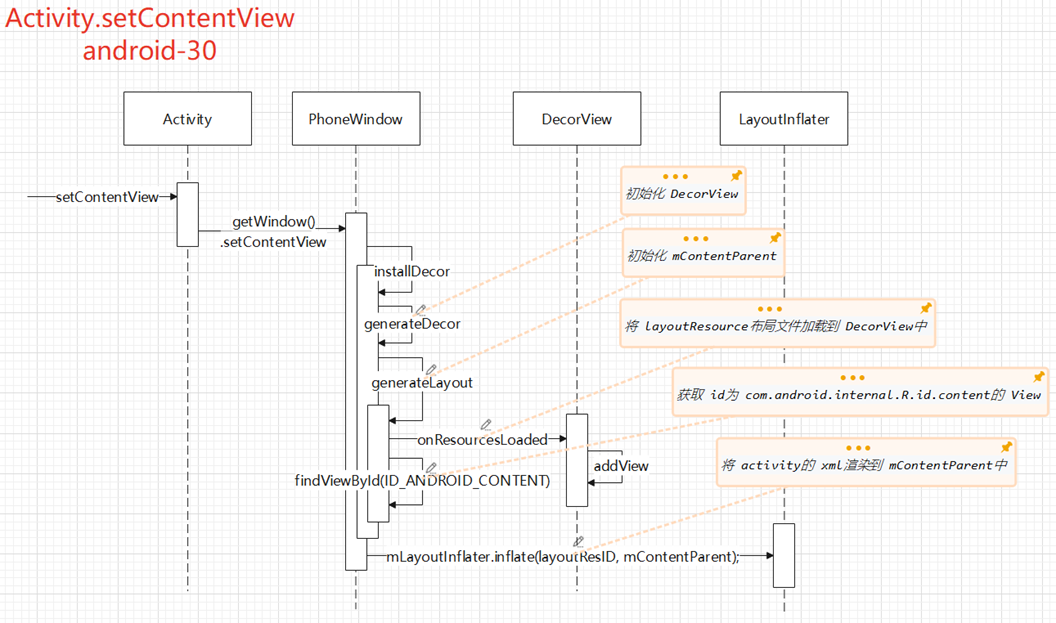 Activity.setContentView
android-30
Activity
PhoneWindow
DecorView
LayoutInflater
setContentView
getWindow()
.setContentView
初始化 DecorView
初始化 mContentParent
installDecor
generateDecor
将 layoutResource布局文件加载到 DecorView中
generateLayout
获取 id为 com.android.internal.R.id.content的 View
onResourcesLoaded
addView
将 activity的 xml渲染到 mContentParent中
findViewById(ID_ANDROID_CONTENT)
mLayoutInflater.inflate(layoutResID, mContentParent);